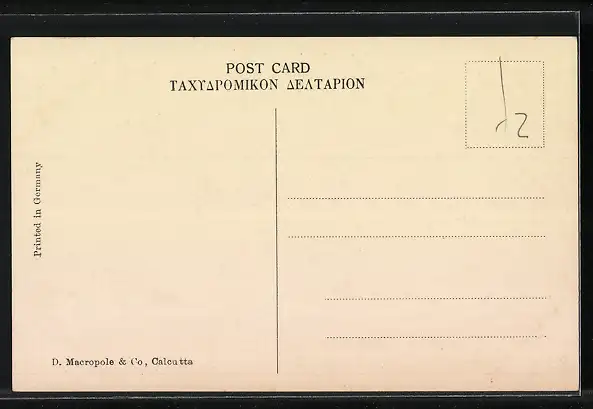 POST CARD
ΤΑΧΥΔΡΟΜΙΚΟΝ ΔΕΛΤΑΡΙΟΝ
Printed in Germany
D. Macropole & Co, Calcutta